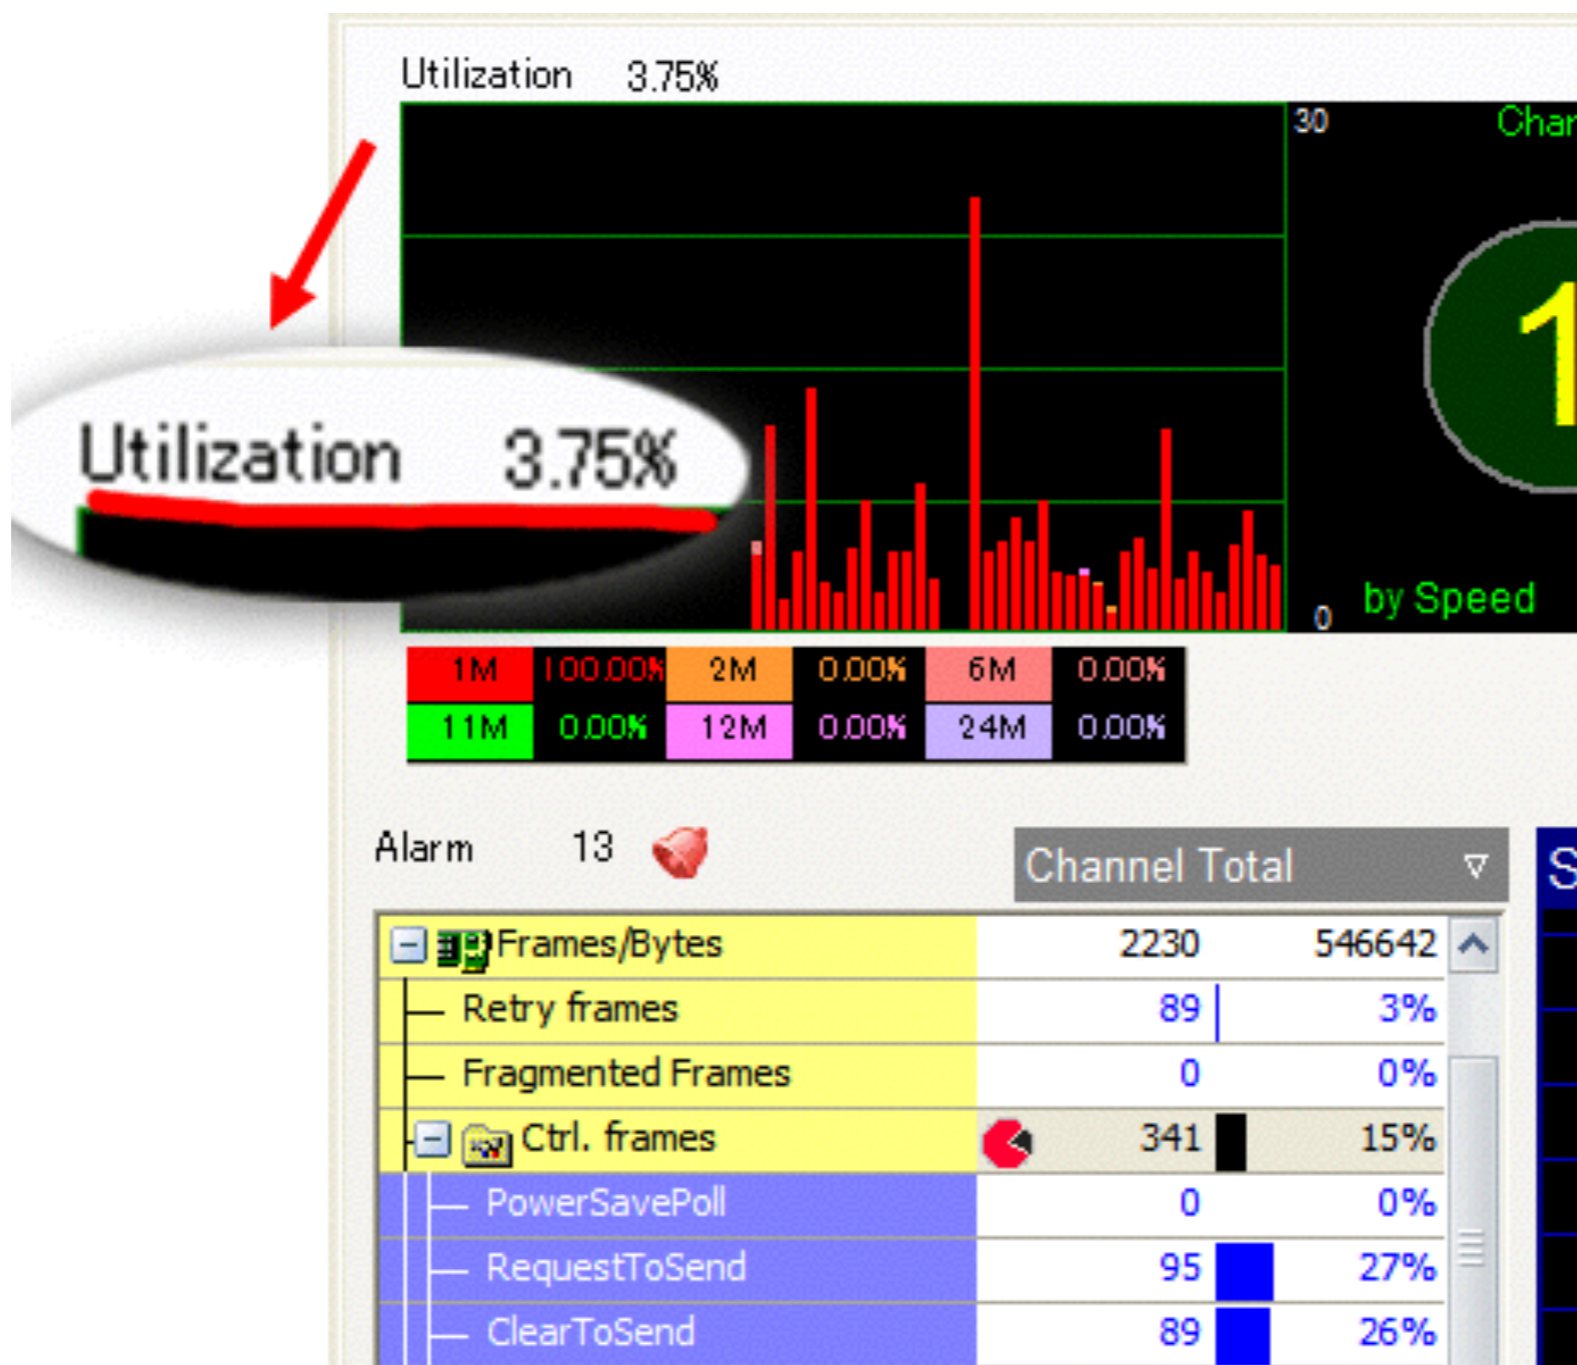 Utilization 3.75%
30
Chan
Utilization 3.75%
1
0
by Speed
1M 100.00% 2M 0.00% 6M 0.00%
11M 0.00% 12M 0.00% 24M 0.00%
Alarm 13
Channel Total
S
Frames/Bytes 2230 546642
Retry frames 89 3%
Fragmented Frames 0 0%
Ctrl. frames 341 15%
PowerSavePoll 0 0%
RequestToSend 95 27%
ClearToSend 89 26%